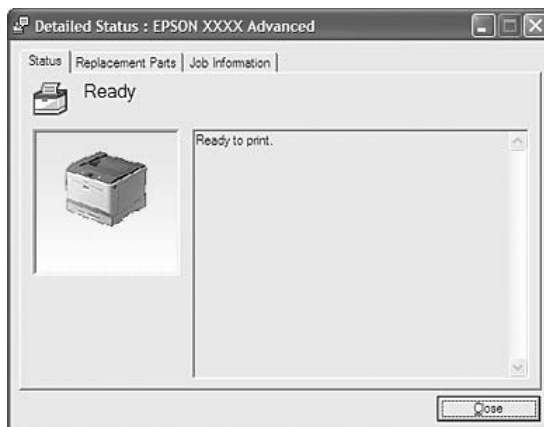 Detailed Status : EPSON XXXX Advanced
Status Replacement Parts Job Information
Ready
Ready to print.
Close